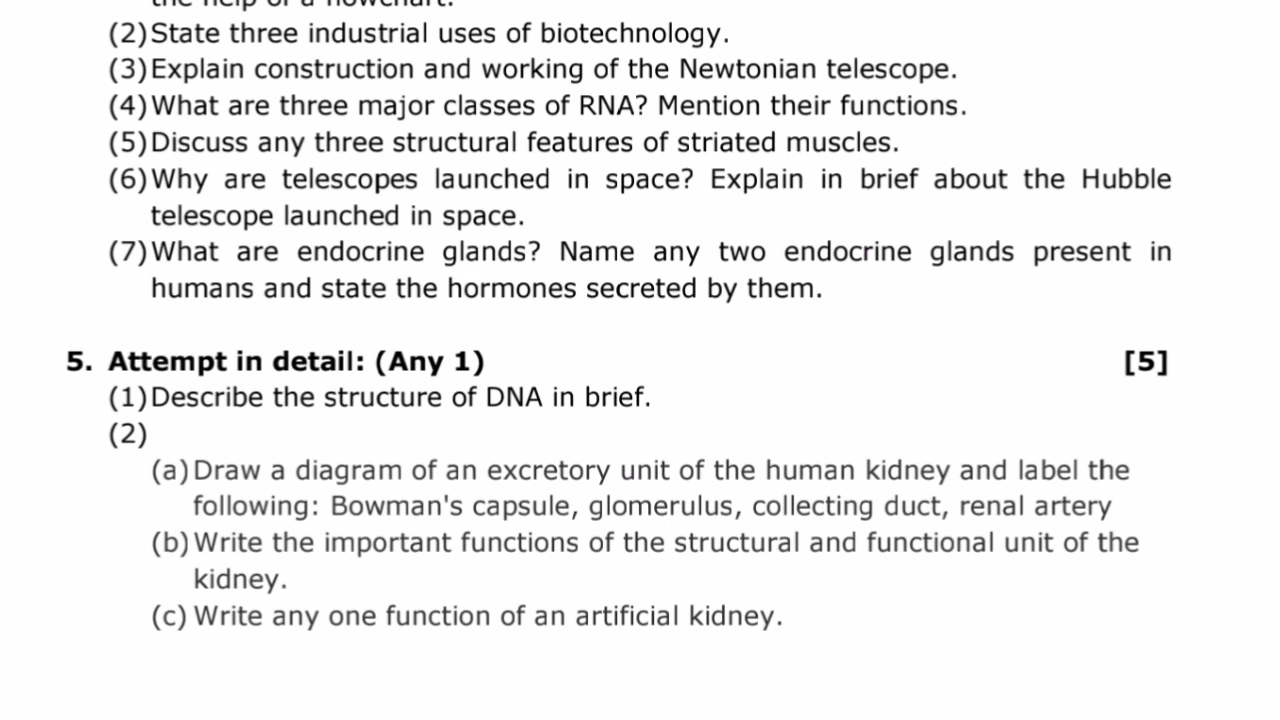 the help of a flowchart.
(2)State three industrial uses of biotechnology.
(3)Explain construction and working of the Newtonian telescope.
(4)What are three major classes of RNA? Mention their functions.
(5)Discuss any three structural features of striated muscles.
(6)Why are telescopes launched in space? Explain in brief about the Hubble
telescope launched in space.
(7)What are endocrine glands? Name any two endocrine glands present in
humans and state the hormones secreted by them.
5. Attempt in detail: (Any 1) [5]
(1)Describe the structure of DNA in brief.
(2)
(a)Draw a diagram of an excretory unit of the human kidney and label the
following: Bowman's capsule, glomerulus, collecting duct, renal artery
(b)Write the important functions of the structural and functional unit of the
kidney.
(c)Write any one function of an artificial kidney.